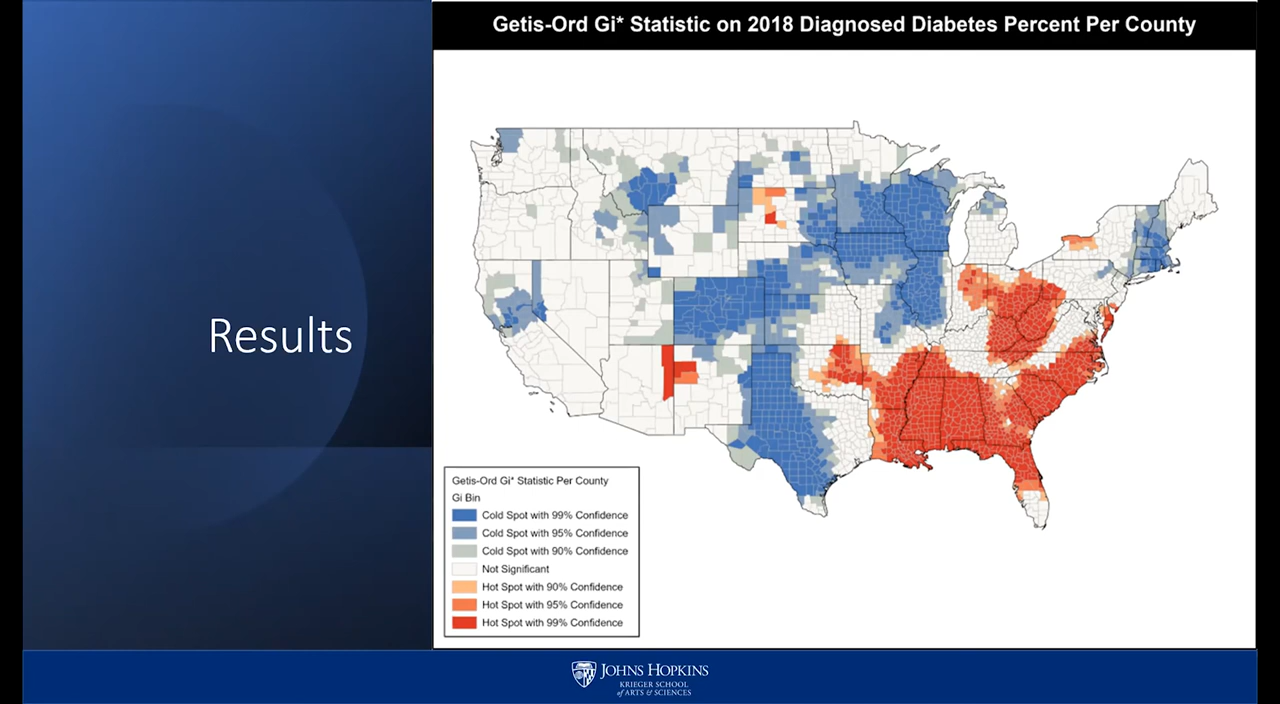 Getis-Ord Gi* Statistic on 2018 Diagnosed Diabetes Percent Per County
Results
Getis-Ord Gi* Statistic Per County
Gi Bin
Cold Spot with 99% Confidence
Cold Spot with 95% Confidence
Cold Spot with 90% Confidence
Not Significant
Hot Spot with 90% Confidence
Hot Spot with 95% Confidence
Hot Spot with 99% Confidence
JOHNS HOPKINS
KRIEGER SCHOOL
of ARTS & SCIENCES